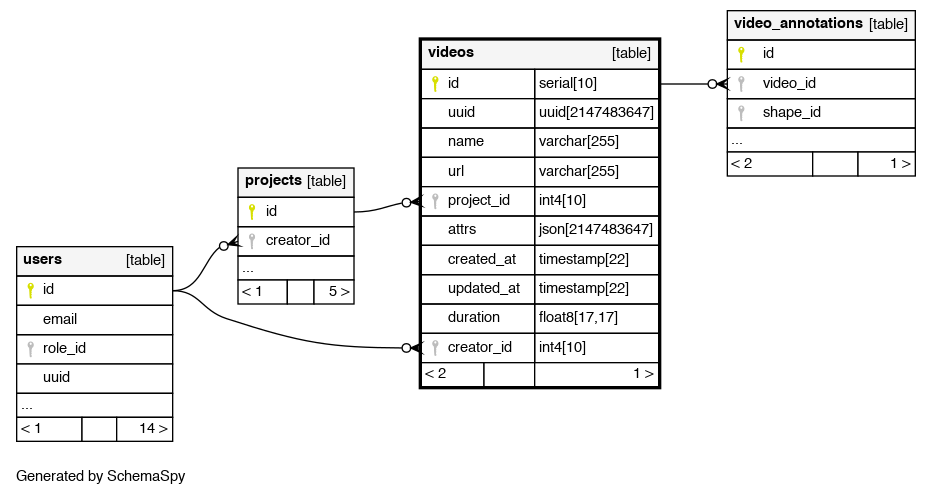 video_annotations [table]
id
video_id
shape_id
...
< 2 1 >
videos [table]
id serial[10]
uuid uuid[2147483647]
name varchar[255]
url varchar[255]
project_id int4[10]
attrs json[2147483647]
created_at timestamp[22]
updated_at timestamp[22]
duration float8[17,17]
creator_id int4[10]
< 2 1 >
projects [table]
id
creator_id
...
< 1 5 >
users [table]
id
email
role_id
uuid
...
< 1 14 >
Generated by SchemaSpy